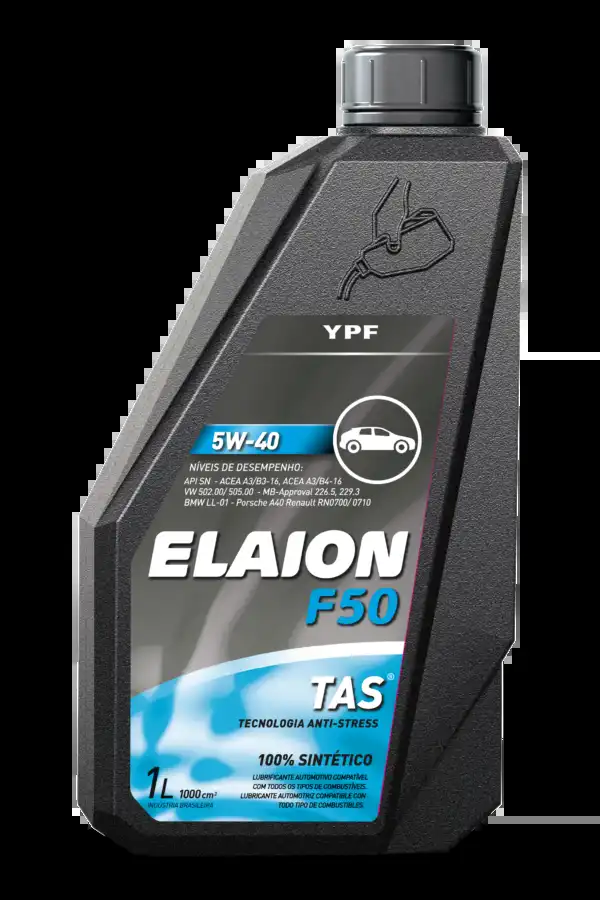 YPF
5W-40
NÍVEIS DE DESEMPENHO:
API SN - ACEA A3/B3-16, ACEA A3/B4-16
VW 502.00/ 505.00 - MB-Approval 226.5, 229.3
BMW LL-01 - Porsche A40 Renault RN0700/ 0710
ELAION
F50
TAS®
TECNOLOGIA ANTI-STRESS
100% SINTÉTICO
LUBRIFICANTE AUTOMOTIVO COMPATÍVEL
COM TODOS OS TIPOS DE COMBUSTÍVEIS.
LUBRICANTE AUTOMOTRIZ COMPATIBLE CON
TODO TIPO DE COMBUSTIBLES.
1L 1000 cm³
INDÚSTRIA BRASILEIRA